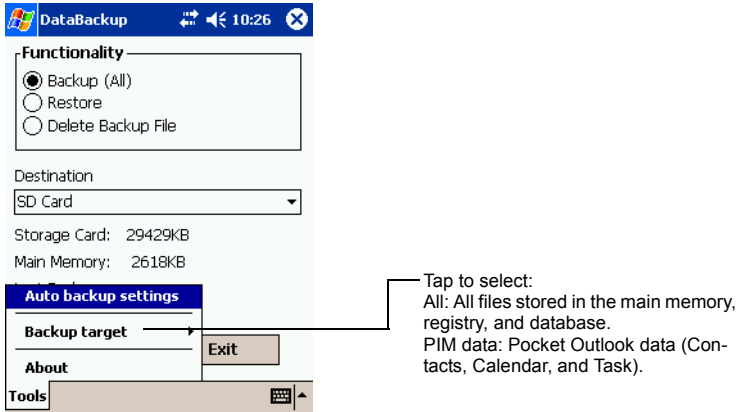 DataBackup 10:26
Functionality
Backup (All)
Restore
Delete Backup File
Destination
SD Card
Storage Card: 29429KB
Main Memory: 2618KB
Auto backup settings
Backup target
Exit
About
Tools
Tap to select:
All: All files stored in the main memory,
registry, and database.
PIM data: Pocket Outlook data (Con-
tacts, Calendar, and Task).